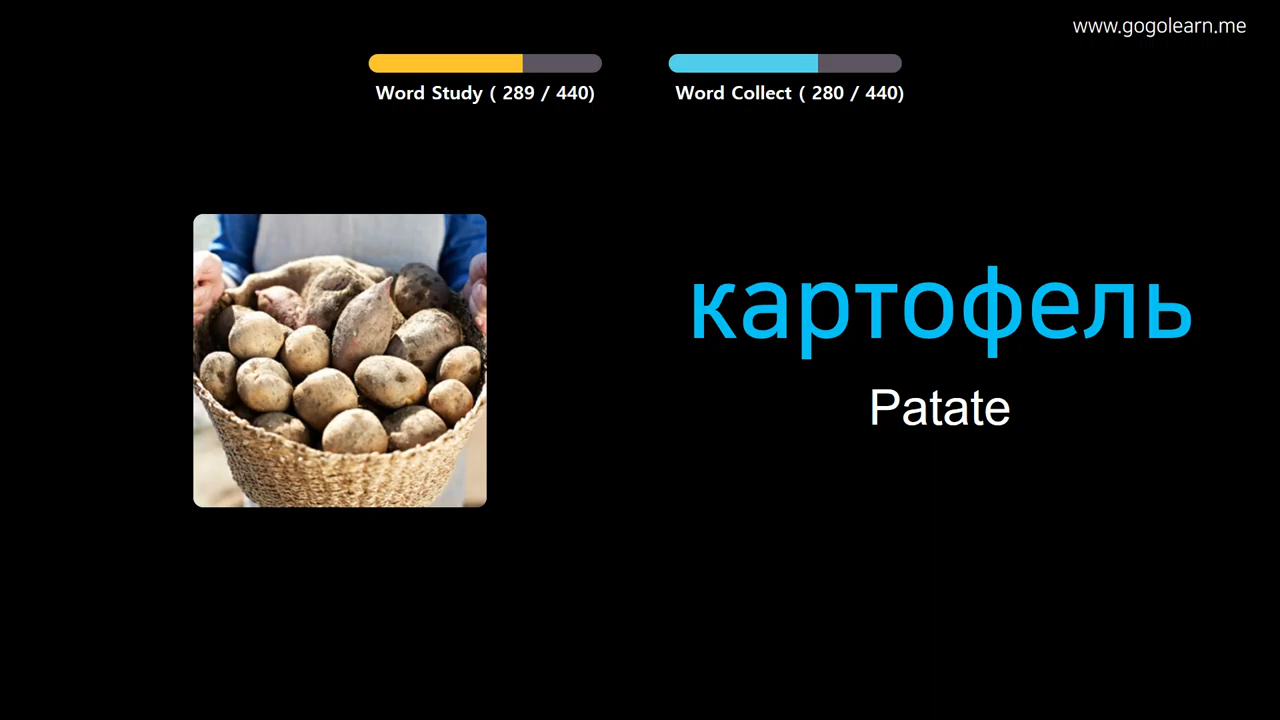 www.gogolearn.me
Word Study ( 289 / 440)
Word Collect ( 280 / 440)
картофель
Patate